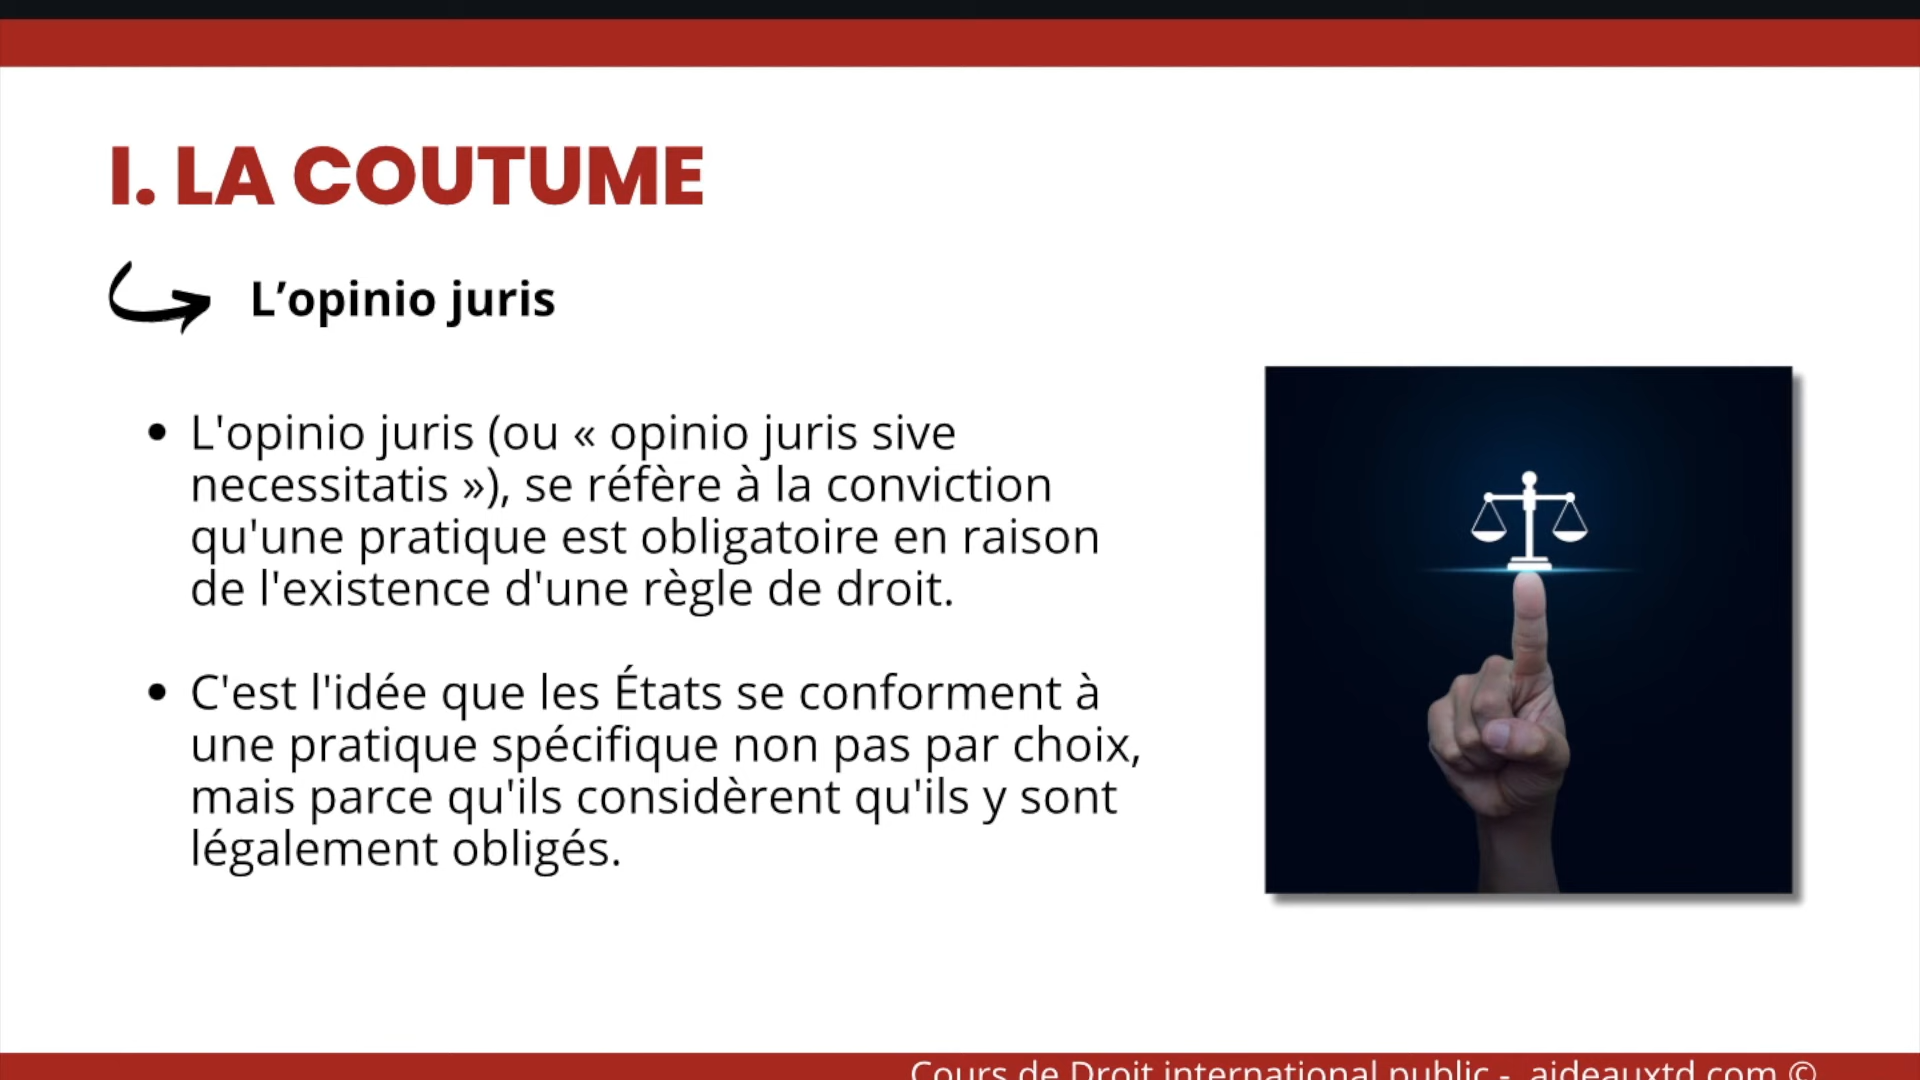 I. LA COUTUME
L’opinio juris
L'opinio juris (ou « opinio juris sive
necessitatis »), se réfère à la conviction
qu'une pratique est obligatoire en raison
de l'existence d'une règle de droit.
C'est l'idée que les États se conforment à
une pratique spécifique non pas par choix,
mais parce qu'ils considèrent qu'ils y sont
légalement obligés.
Cours de Droit international public - aideauxtd.com ©